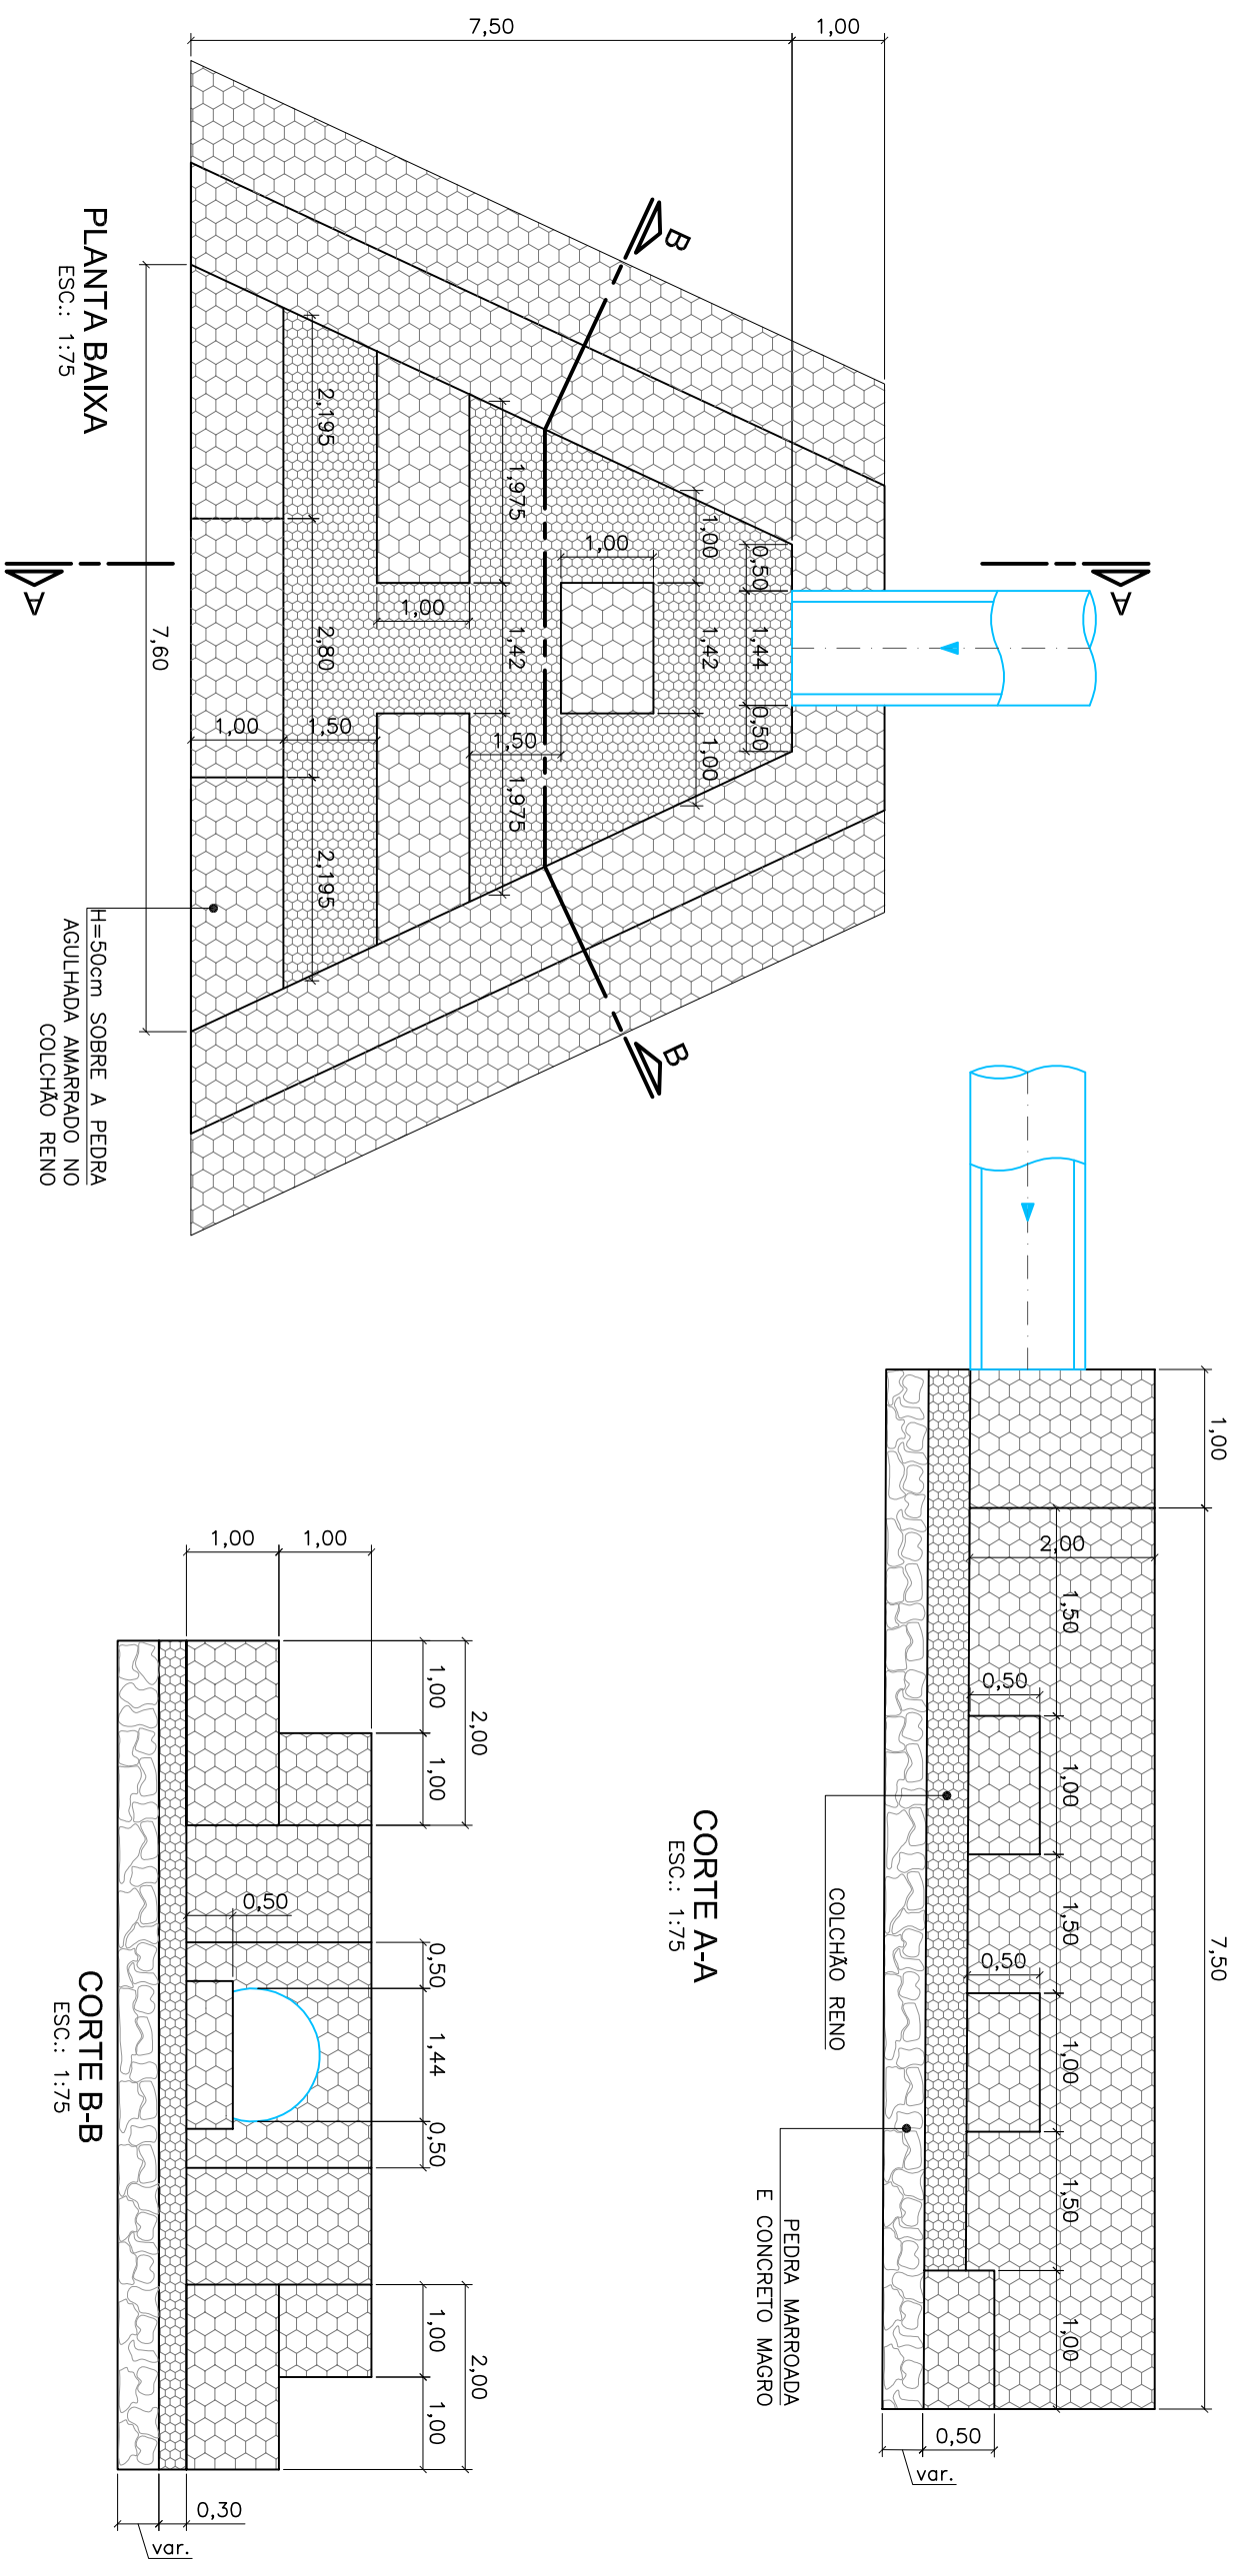 7,50
1,00
B
B
A
A
2,195
2,80
2,195
1,975
1,42
1,975
1,00
1,42
1,00
0,50
1,44
0,50
1,00
1,00
1,00
1,50
1,50
7,60
H=50cm SOBRE A PEDRA
AGULHADA AMARRADO NO
COLCHÃO RENO
PLANTA BAIXA
ESC.: 1:75
1,00
7,50
2,00
1,50
1,00
1,50
1,00
1,50
1,00
0,50
0,50
0,50
var.
COLCHÃO RENO
PEDRA MARROADA
E CONCRETO MAGRO
CORTE A-A
ESC.: 1:75
2,00
2,00
1,00
1,00
0,50
1,44
0,50
1,00
1,00
1,00
1,00
0,50
0,30
var.
CORTE B-B
ESC.: 1:75